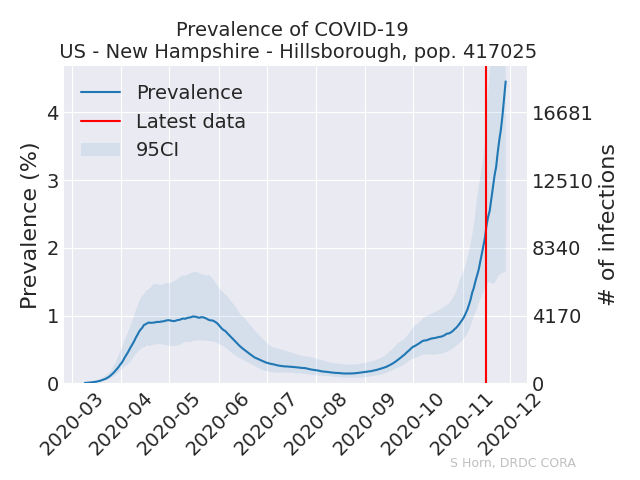 Prevalence of COVID-19
US - New Hampshire - Hillsborough, pop. 417025
Prevalence
Latest data
95CI
Prevalence (%)
4
3
2
1
0
16681
12510
8340
4170
0
# of infections
2020-03
2020-04
2020-05
2020-06
2020-07
2020-08
2020-09
2020-10
2020-11
2020-12
S Horn, DRDC CORA